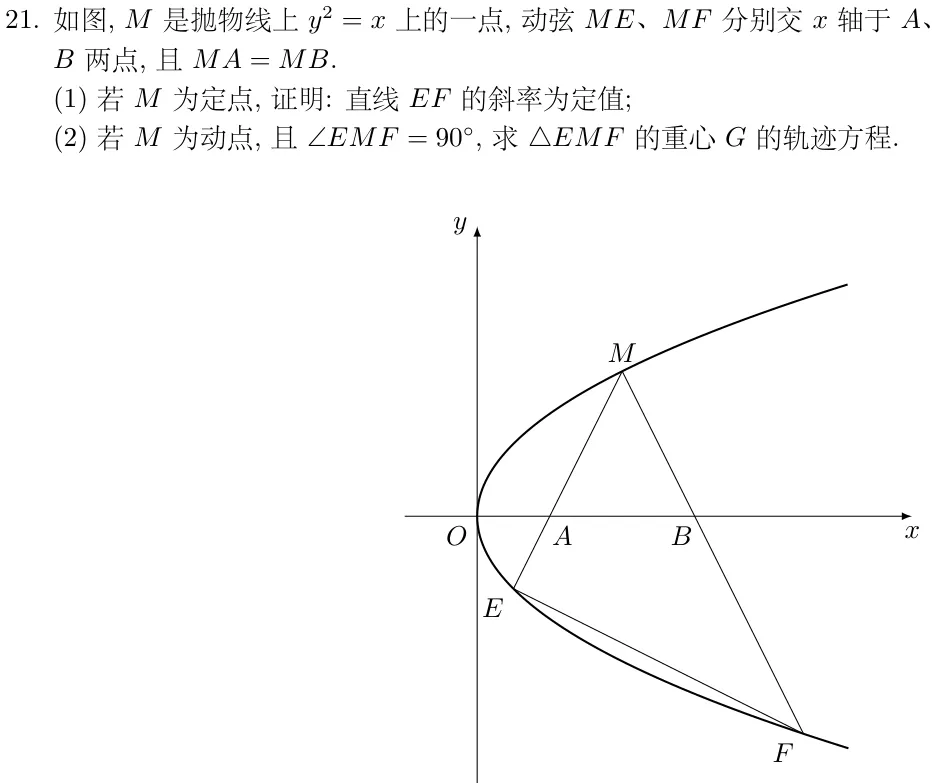 21. 如图, M 是抛物线上 y² = x 上的一点, 动弦 ME、MF 分别交 x 轴于 A、
B 两点, 且 MA = MB.
(1) 若 M 为定点, 证明: 直线 EF 的斜率为定值;
(2) 若 M 为动点, 且 ∠EMF = 90°, 求 △EMF 的重心 G 的轨迹方程.
y
M
O
A
B
x
E
F